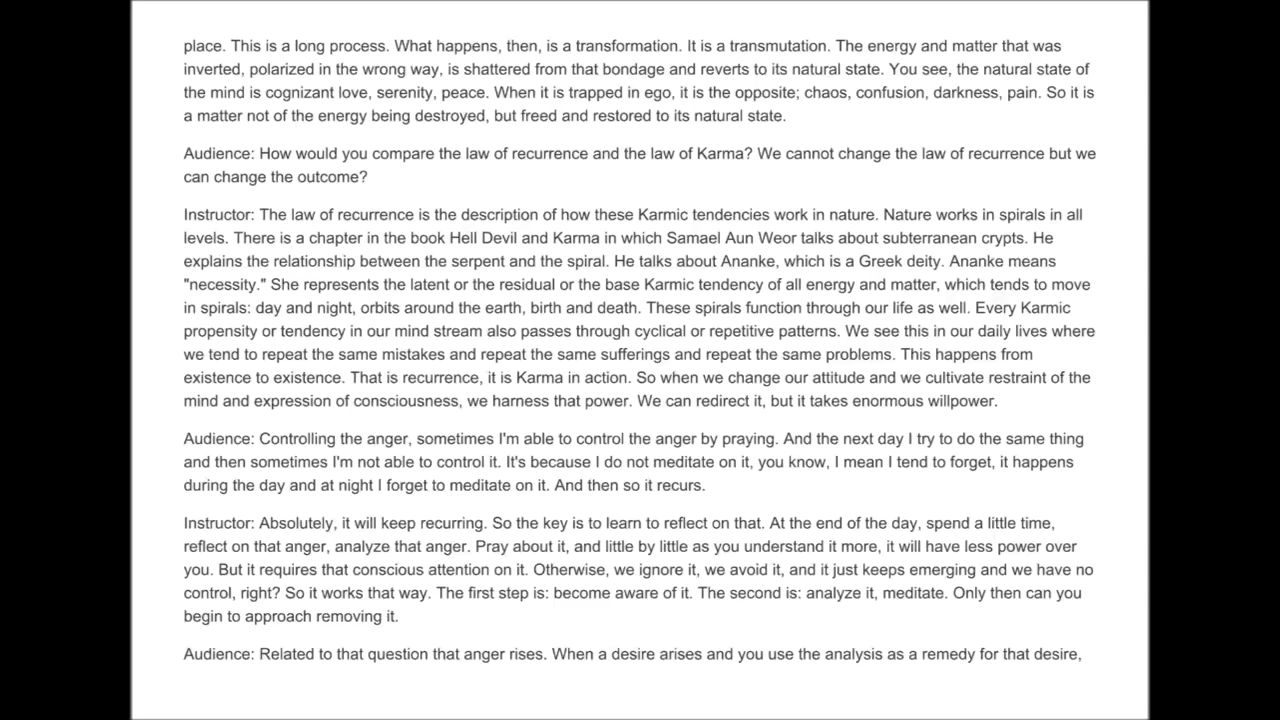 place. This is a long process. What happens, then, is a transformation. It is a transmutation. The energy and matter that was
inverted, polarized in the wrong way, is shattered from that bondage and reverts to its natural state. You see, the natural state of
the mind is cognizant love, serenity, peace. When it is trapped in ego, it is the opposite; chaos, confusion, darkness, pain. So it is
a matter not of the energy being destroyed, but freed and restored to its natural state.
Audience: How would you compare the law of recurrence and the law of Karma? We cannot change the law of recurrence but we
can change the outcome?
Instructor: The law of recurrence is the description of how these Karmic tendencies work in nature. Nature works in spirals in all
levels. There is a chapter in the book Hell Devil and Karma in which Samael Aun Weor talks about subterranean crypts. He
explains the relationship between the serpent and the spiral. He talks about Ananke, which is a Greek deity. Ananke means
"necessity." She represents the latent or the residual or the base Karmic tendency of all energy and matter, which tends to move
in spirals: day and night, orbits around the earth, birth and death. These spirals function through our life as well. Every Karmic
propensity or tendency in our mind stream also passes through cyclical or repetitive patterns. We see this in our daily lives where
we tend to repeat the same mistakes and repeat the same sufferings and repeat the same problems. This happens from
existence to existence. That is recurrence, it is Karma in action. So when we change our attitude and we cultivate restraint of the
mind and expression of consciousness, we harness that power. We can redirect it, but it takes enormous willpower.
Audience: Controlling the anger, sometimes I'm able to control the anger by praying. And the next day I try to do the same thing
and then sometimes I'm not able to control it. It's because I do not meditate on it, you know, I mean I tend to forget, it happens
during the day and at night I forget to meditate on it. And then so it recurs.
Instructor: Absolutely, it will keep recurring. So the key is to learn to reflect on that. At the end of the day, spend a little time,
reflect on that anger, analyze that anger. Pray about it, and little by little as you understand it more, it will have less power over
you. But it requires that conscious attention on it. Otherwise, we ignore it, we avoid it, and it just keeps emerging and we have no
control, right? So it works that way. The first step is: become aware of it. The second is: analyze it, meditate. Only then can you
begin to approach removing it.
Audience: Related to that question that anger rises. When a desire arises and you use the analysis as a remedy for that desire,